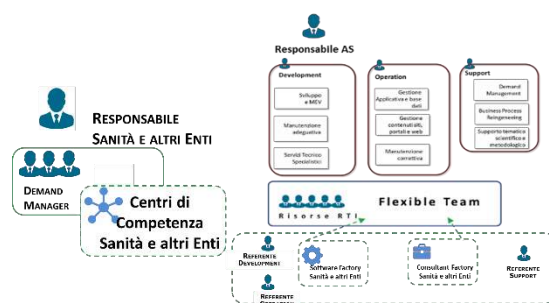 Responsabile AS
Development
Sviluppo
e MEV
Manutenzione
adeguativa
Servizi Tecnico
Specialistici
Operation
Gestione
Applicativa e base
dati
Gestione
contenuti siti,
portali e web
Manutenzione
correttiva
Support
Demand
Management
Business Process
Reingeneering
Supporto tematico
scientifico e
metodologico
RESPONSABILE
SANITÀ E ALTRI ENTI
DEMAND
MANAGER
Centri di
Competenza
Sanità e altri Enti
Flexible Team
Risorse RTI
REFERENTE
DEVELOPMENT
Software Factory
Sanità e altri Enti
Consultant Factory
Sanità e altri Enti
REFERENTE
SUPPORT
REFERENTE